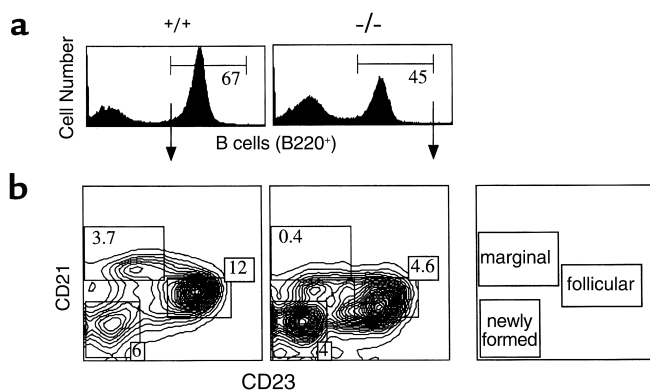 a
+/+
-/-
Cell Number
67
45
B cells (B220+)
b
CD21
3.7
12
6
0.4
4.6
4
marginal
follicular
newly
formed
CD23